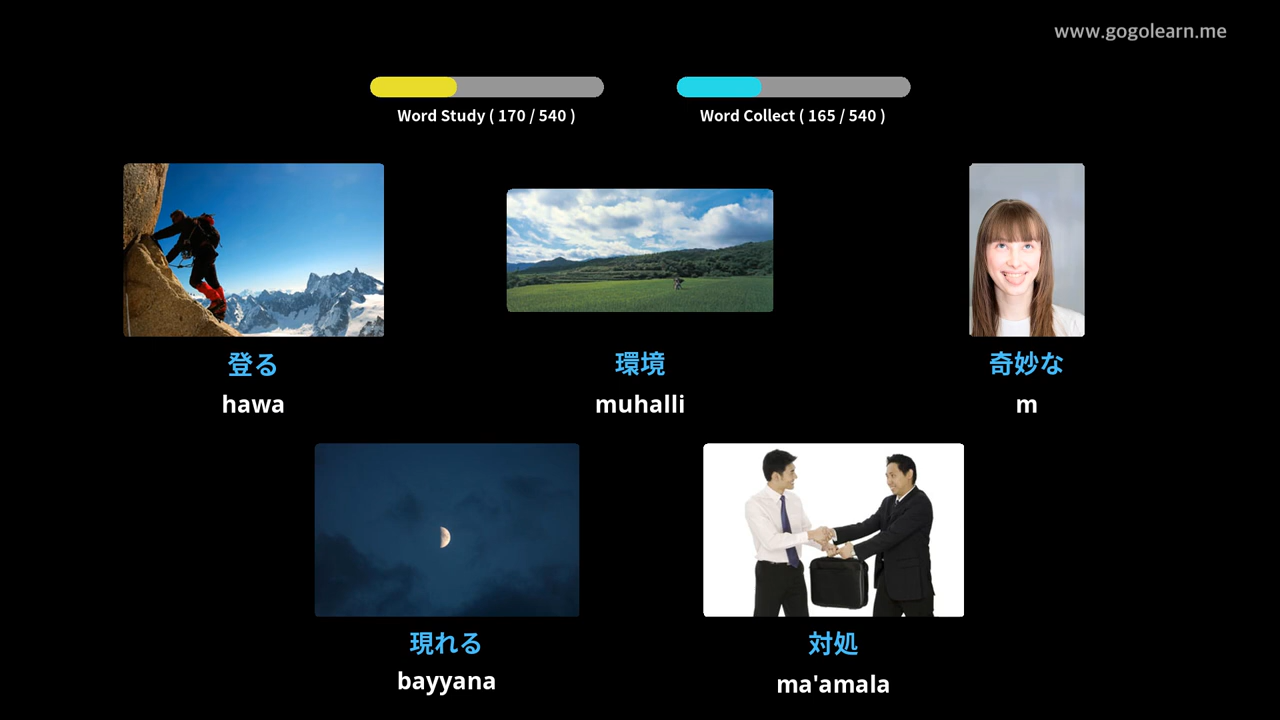 www.gogolearn.me
Word Study ( 170 / 540 )
Word Collect ( 165 / 540 )
登る
hawa
環境
muhalli
奇妙な
m
現れる
bayyana
対処
ma'amala